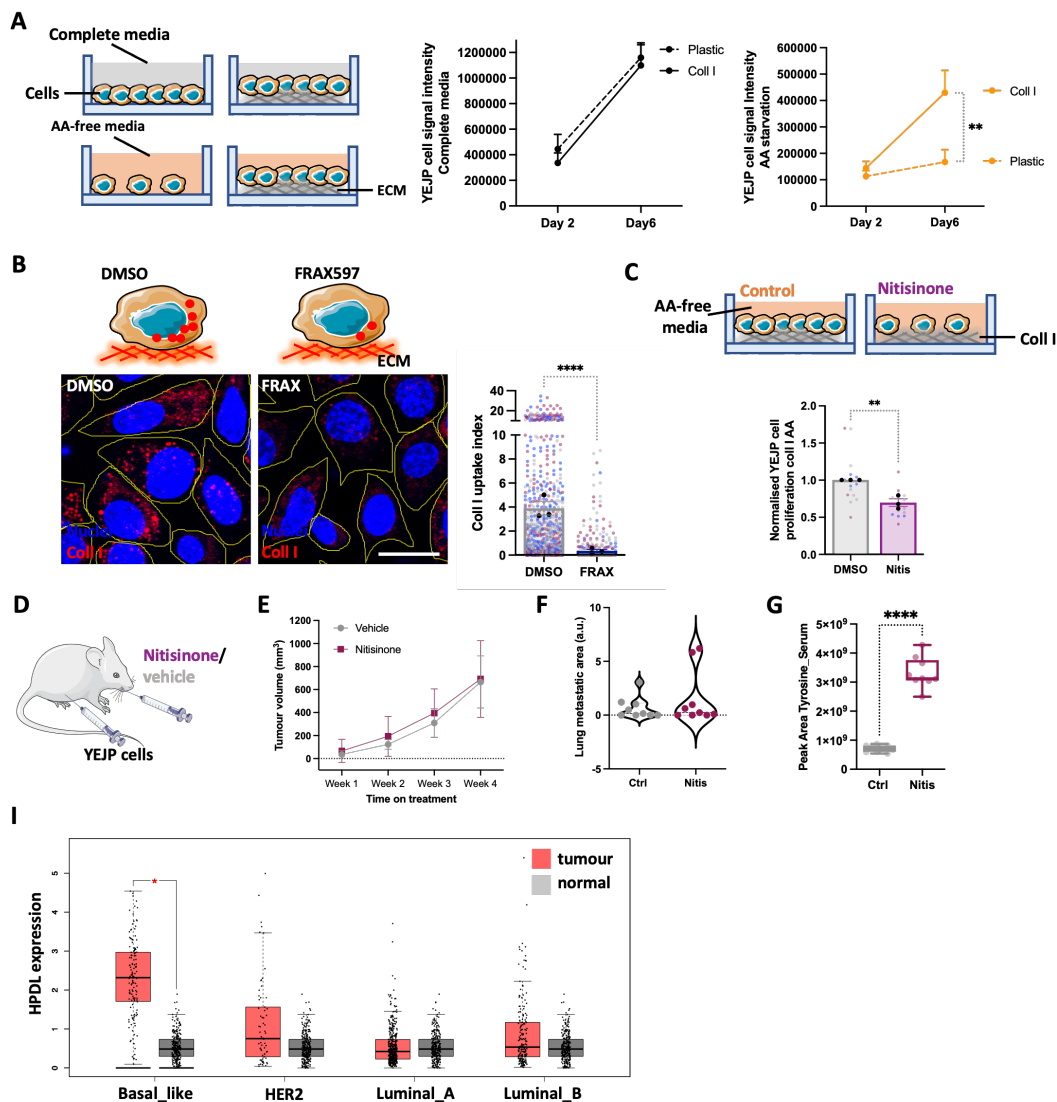 A
Complete media
Cells
AA-free media
ECM
YEJP cell signal intensity
Complete media
1400000
1200000
1000000
800000
600000
400000
200000
0
Day 2
Day6
Plastic
Coll I
YEJP cell signal Intensity
AA starvation
600000
500000
400000
300000
200000
100000
0
Day 2
Day6
Coll I
**
Plastic
B
DMSO
FRAX597
ECM
DMSO
Coll I
FRAX
Coll I
Coll uptake index
40
30
20
10
10
8
6
4
2
0
****
DMSO
FRAX
C
Control
Nitisinone
AA-free
media
Coll I
Normalised YEJP cell
proliferation coll I AA
2.0
1.5
1.0
0.5
0.0
**
DMSO
Nitis
D
Nitisinone/
vehicle
YEJP cells
E
Tumour volume (mm³)
1200
1000
800
600
400
200
0
Vehicle
Nitisinone
Week 1
Week 2
Week 3
Week 4
Time on treatment
F
Lung metastatic area (a.u.)
10
5
0
-5
Ctrl
Nitis
G
Peak Area Tyrosine_Serum
5×10⁹
4×10⁹
3×10⁹
2×10⁹
1×10⁹
0
****
Ctrl
Nitis
I
HPDL expression
5
4
3
2
1
0
*
tumour
normal
Basal_like
HER2
Luminal_A
Luminal_B